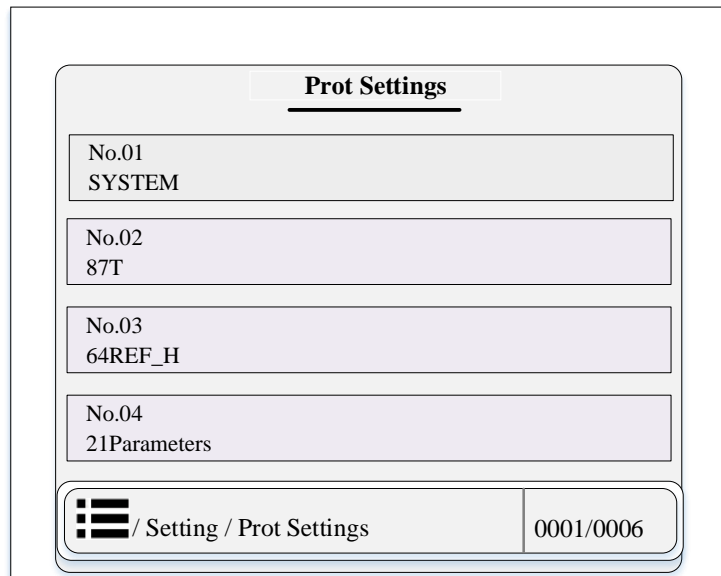 Prot Settings
No.01
SYSTEM
No.02
87T
No.03
64REF_H
No.04
21Parameters
/ Setting / Prot Settings
0001/0006